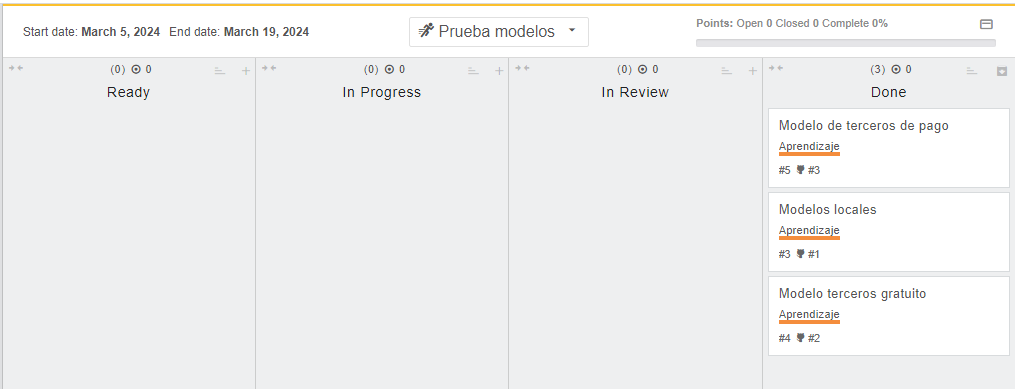 Start date: March 5, 2024 End date: March 19, 2024
Prueba modelos
Points: Open 0 Closed 0 Complete 0%
(0) 0
Ready
(0) 0
In Progress
(0) 0
In Review
(3) 0
Done
Modelo de terceros de pago
Aprendizaje
#5 #3
Modelos locales
Aprendizaje
#3 #1
Modelo terceros gratuito
Aprendizaje
#4 #2